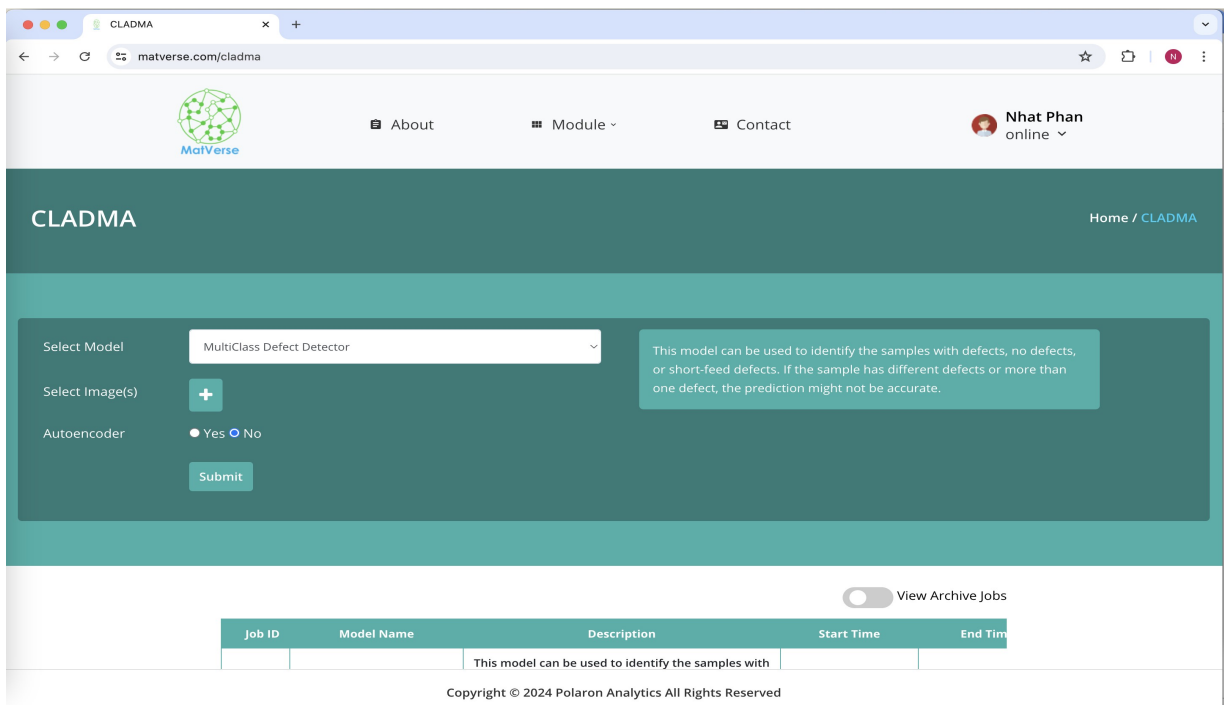 CLADMA
matverse.com/cladma
N
MatVerse
About
Module
Contact
Nhat Phan
online
CLADMA
Home / CLADMA
Select Model
MultiClass Defect Detector
This model can be used to identify the samples with defects, no defects,
or short-feed defects. If the sample has different defects or more than
one defect, the prediction might not be accurate.
Select Image(s)
+
Autoencoder
Yes No
Submit
View Archive Jobs
Job ID Model Name Description Start Time End Tim
This model can be used to identify the samples with
Copyright © 2024 Polaron Analytics All Rights Reserved